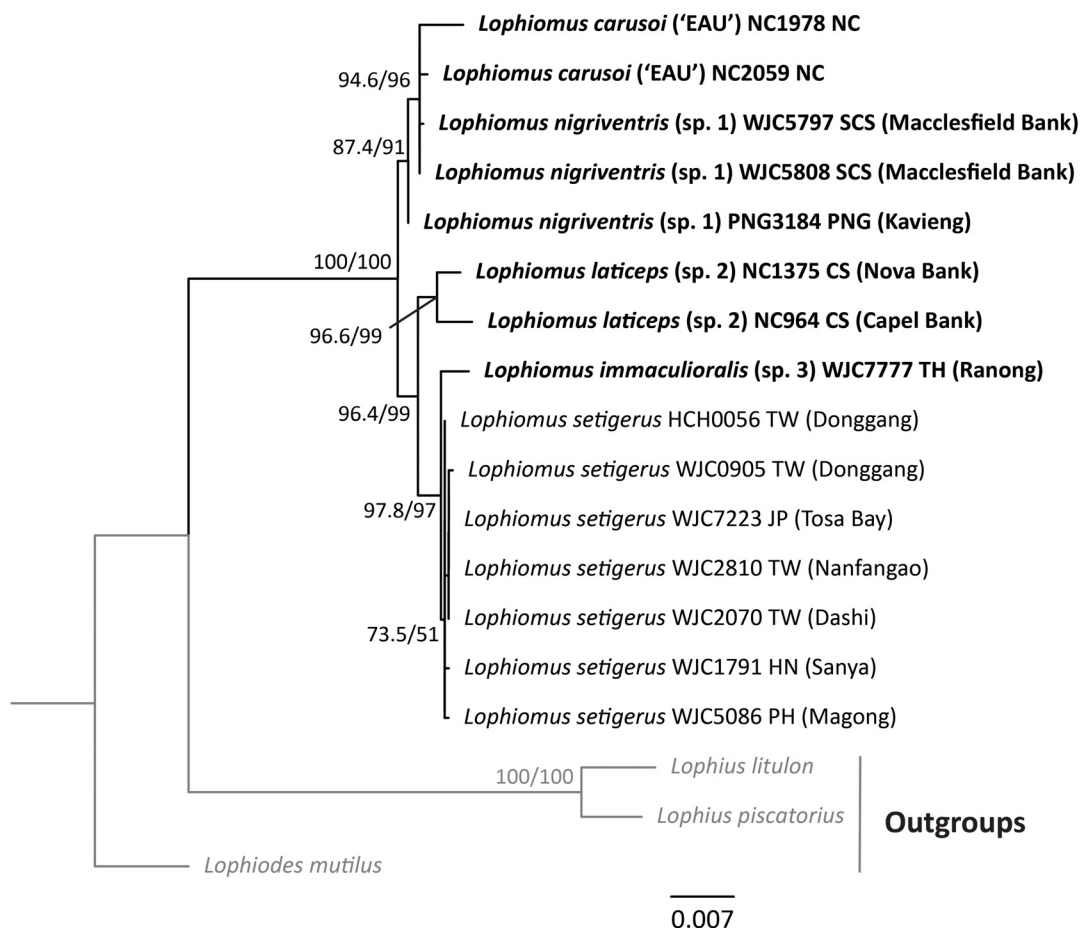 Lophiomus carusoi (‘EAU’) NC1978 NC
94.6/96
Lophiomus carusoi (‘EAU’) NC2059 NC
Lophiomus nigriventris (sp. 1) WJC5797 SCS (Macclesfield Bank)
87.4/91
Lophiomus nigriventris (sp. 1) WJC5808 SCS (Macclesfield Bank)
Lophiomus nigriventris (sp. 1) PNG3184 PNG (Kavieng)
100/100
Lophiomus laticeps (sp. 2) NC1375 CS (Nova Bank)
96.6/99
Lophiomus laticeps (sp. 2) NC964 CS (Capel Bank)
Lophiomus immaculioralis (sp. 3) WJC7777 TH (Ranong)
96.4/99
Lophiomus setigerus HCH0056 TW (Donggang)
Lophiomus setigerus WJC0905 TW (Donggang)
97.8/97
Lophiomus setigerus WJC7223 JP (Tosa Bay)
Lophiomus setigerus WJC2810 TW (Nanfangao)
Lophiomus setigerus WJC2070 TW (Dashi)
73.5/51
Lophiomus setigerus WJC1791 HN (Sanya)
Lophiomus setigerus WJC5086 PH (Magong)
100/100
Lophius litulon
Lophius piscatorius
Outgroups
Lophiodes mutilus
0.007